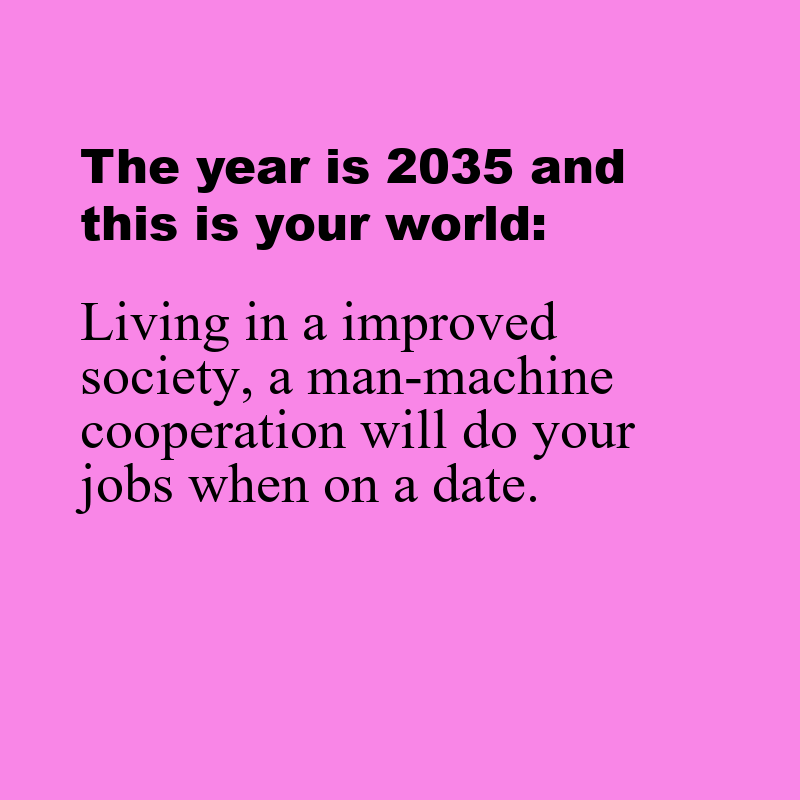 The year is 2035 and
this is your world:
Living in a improved
society, a man-machine
cooperation will do your
jobs when on a date.